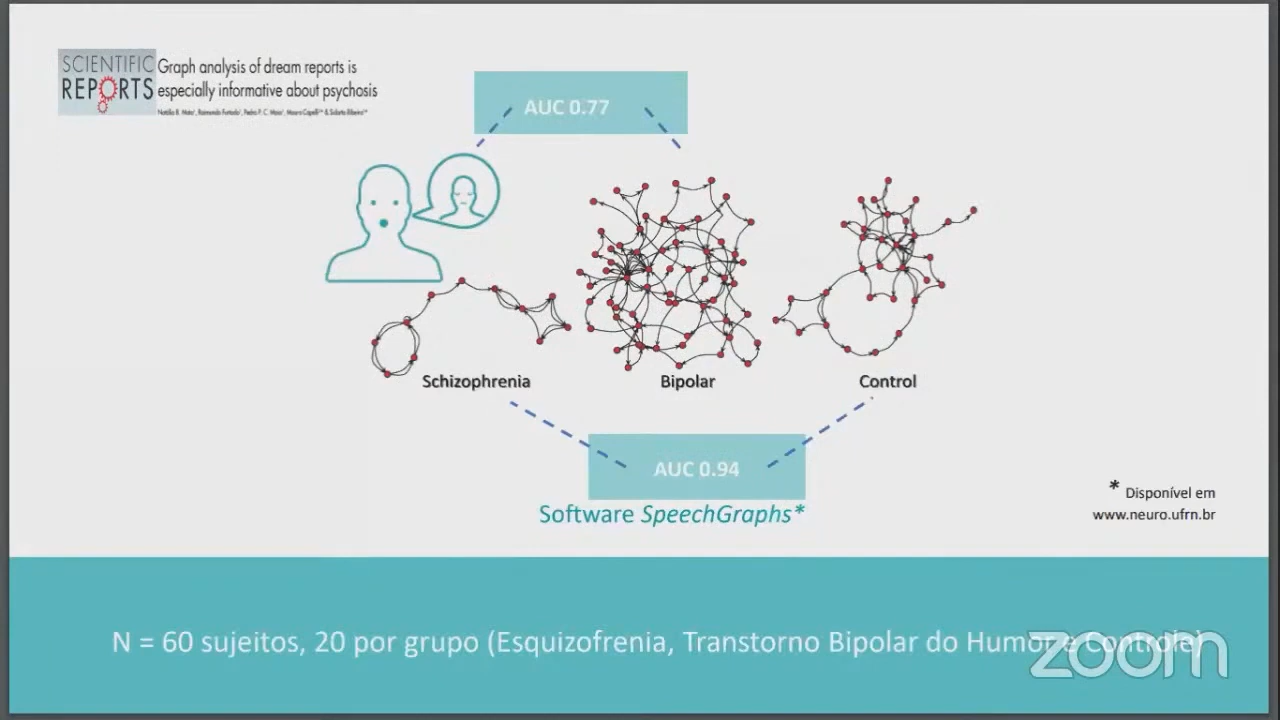 SCIENTIFIC
REPORTS
Graph analysis of dream reports is
especially informative about psychosis
AUC 0.77
Schizophrenia
Bipolar
Control
AUC 0.94
Software SpeechGraphs*
* Disponível em
www.neuro.ufrn.br
N = 60 sujeitos, 20 por grupo (Esquizofrenia, Transtorno Bipolar do Humor e Controle)
zoom